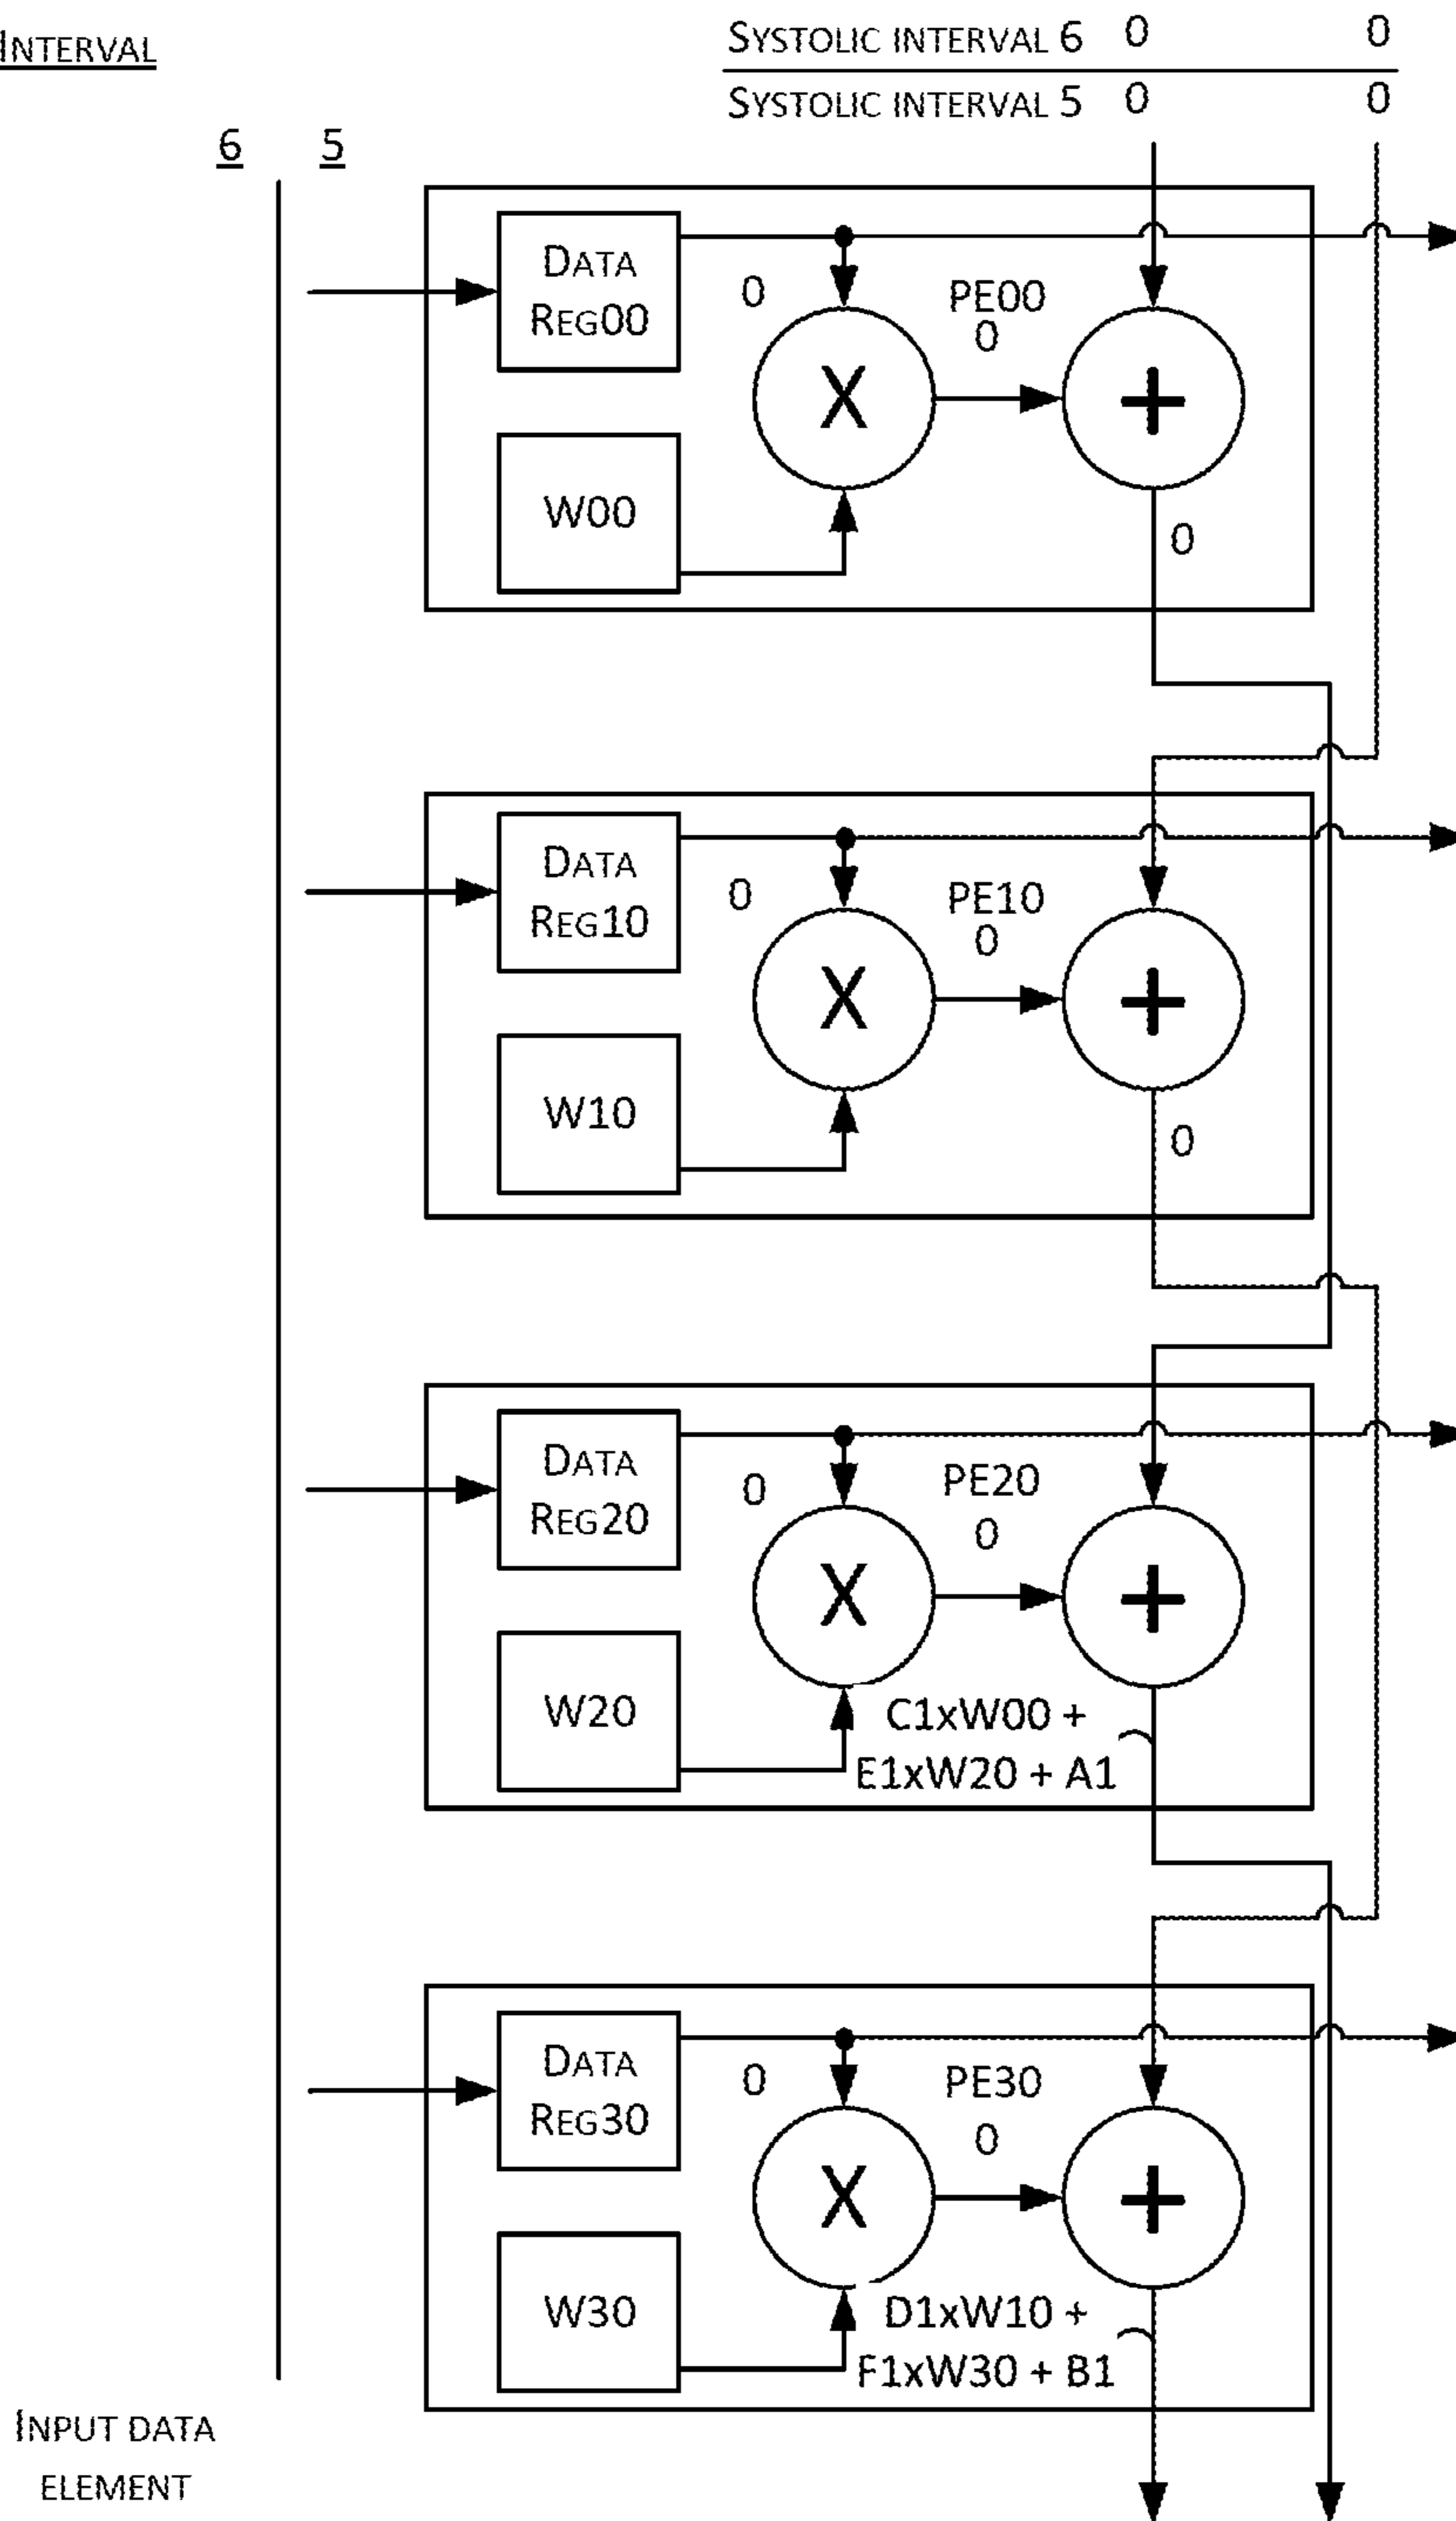 INTERVAL
SYSTOLIC INTERVAL 6 0 0
SYSTOLIC INTERVAL 5 0 0
6 5
DATA
REG00
0
PE00
0
X
+
W00
0
DATA
REG10
0
PE10
0
X
+
W10
0
DATA
REG20
0
PE20
0
X
+
W20
C1xW00 +
E1xW20 + A1
DATA
REG30
0
PE30
0
X
+
W30
D1xW10 +
F1xW30 + B1
INPUT DATA
ELEMENT